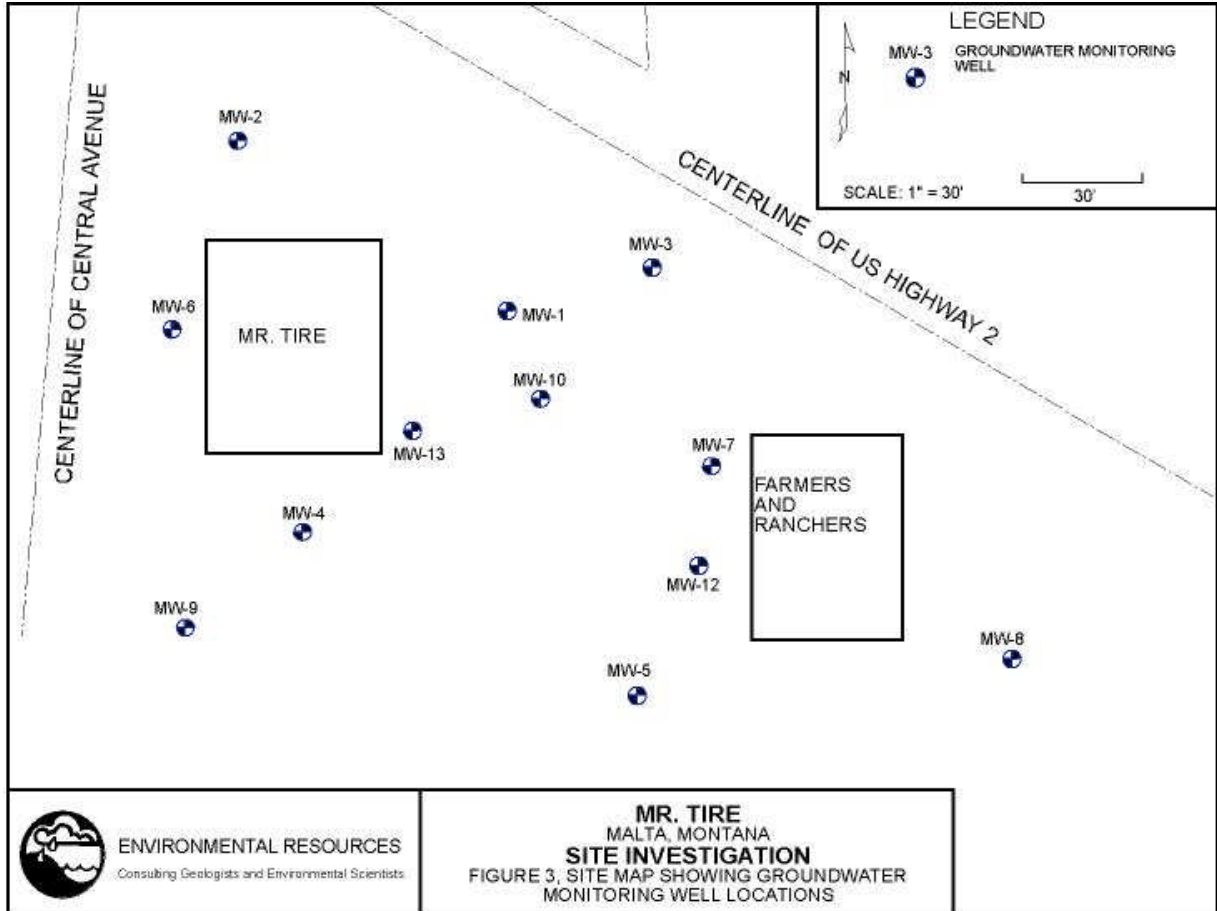 LEGEND
MW-3
GROUNDWATER MONITORING
WELL
N
SCALE: 1" = 30'
30'
CENTERLINE OF CENTRAL AVENUE
CENTERLINE OF US HIGHWAY 2
MW-2
MW-3
MW-6
MR. TIRE
MW-1
MW-10
MW-13
MW-7
FARMERS
AND
RANCHERS
MW-4
MW-12
MW-9
MW-8
MW-5
ENVIRONMENTAL RESOURCES
Consulting Geologists and Environmental Scientists
MR. TIRE
MALTA, MONTANA
SITE INVESTIGATION
FIGURE 3, SITE MAP SHOWING GROUNDWATER
MONITORING WELL LOCATIONS